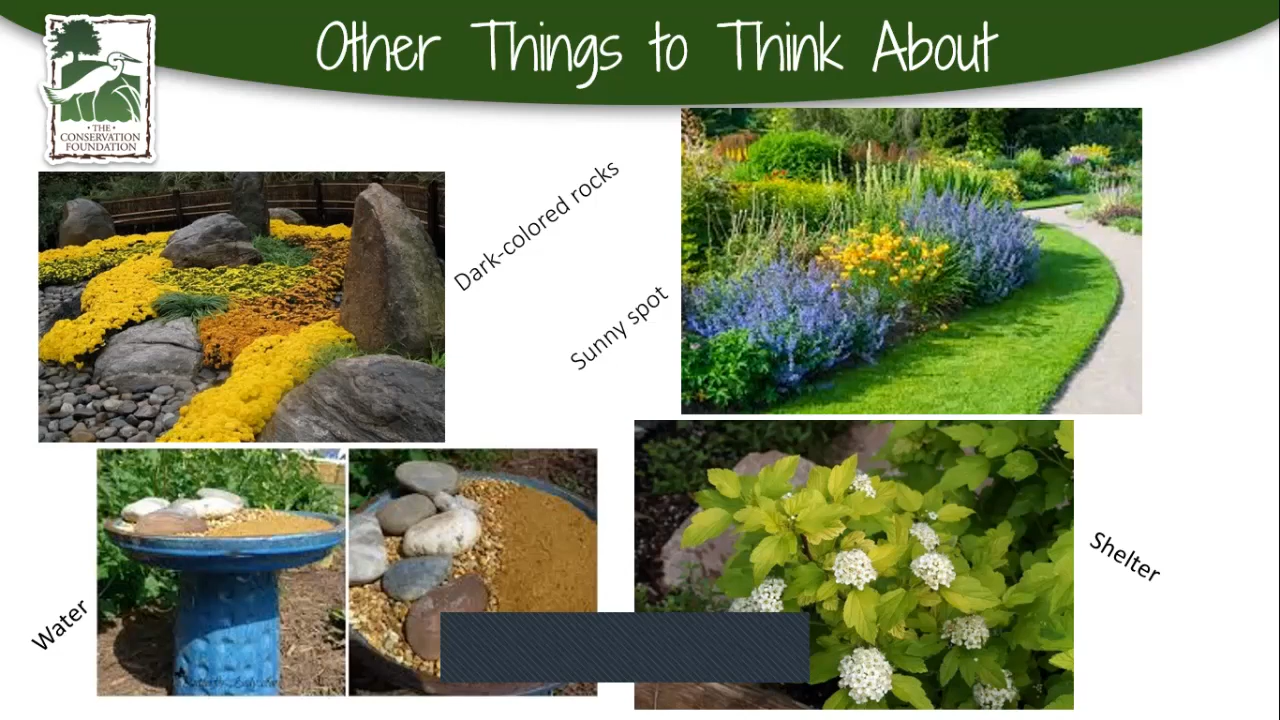 Other Things to Think About
THE
CONSERVATION
FOUNDATION
Dark-colored rocks
Sunny spot
Water
Shelter